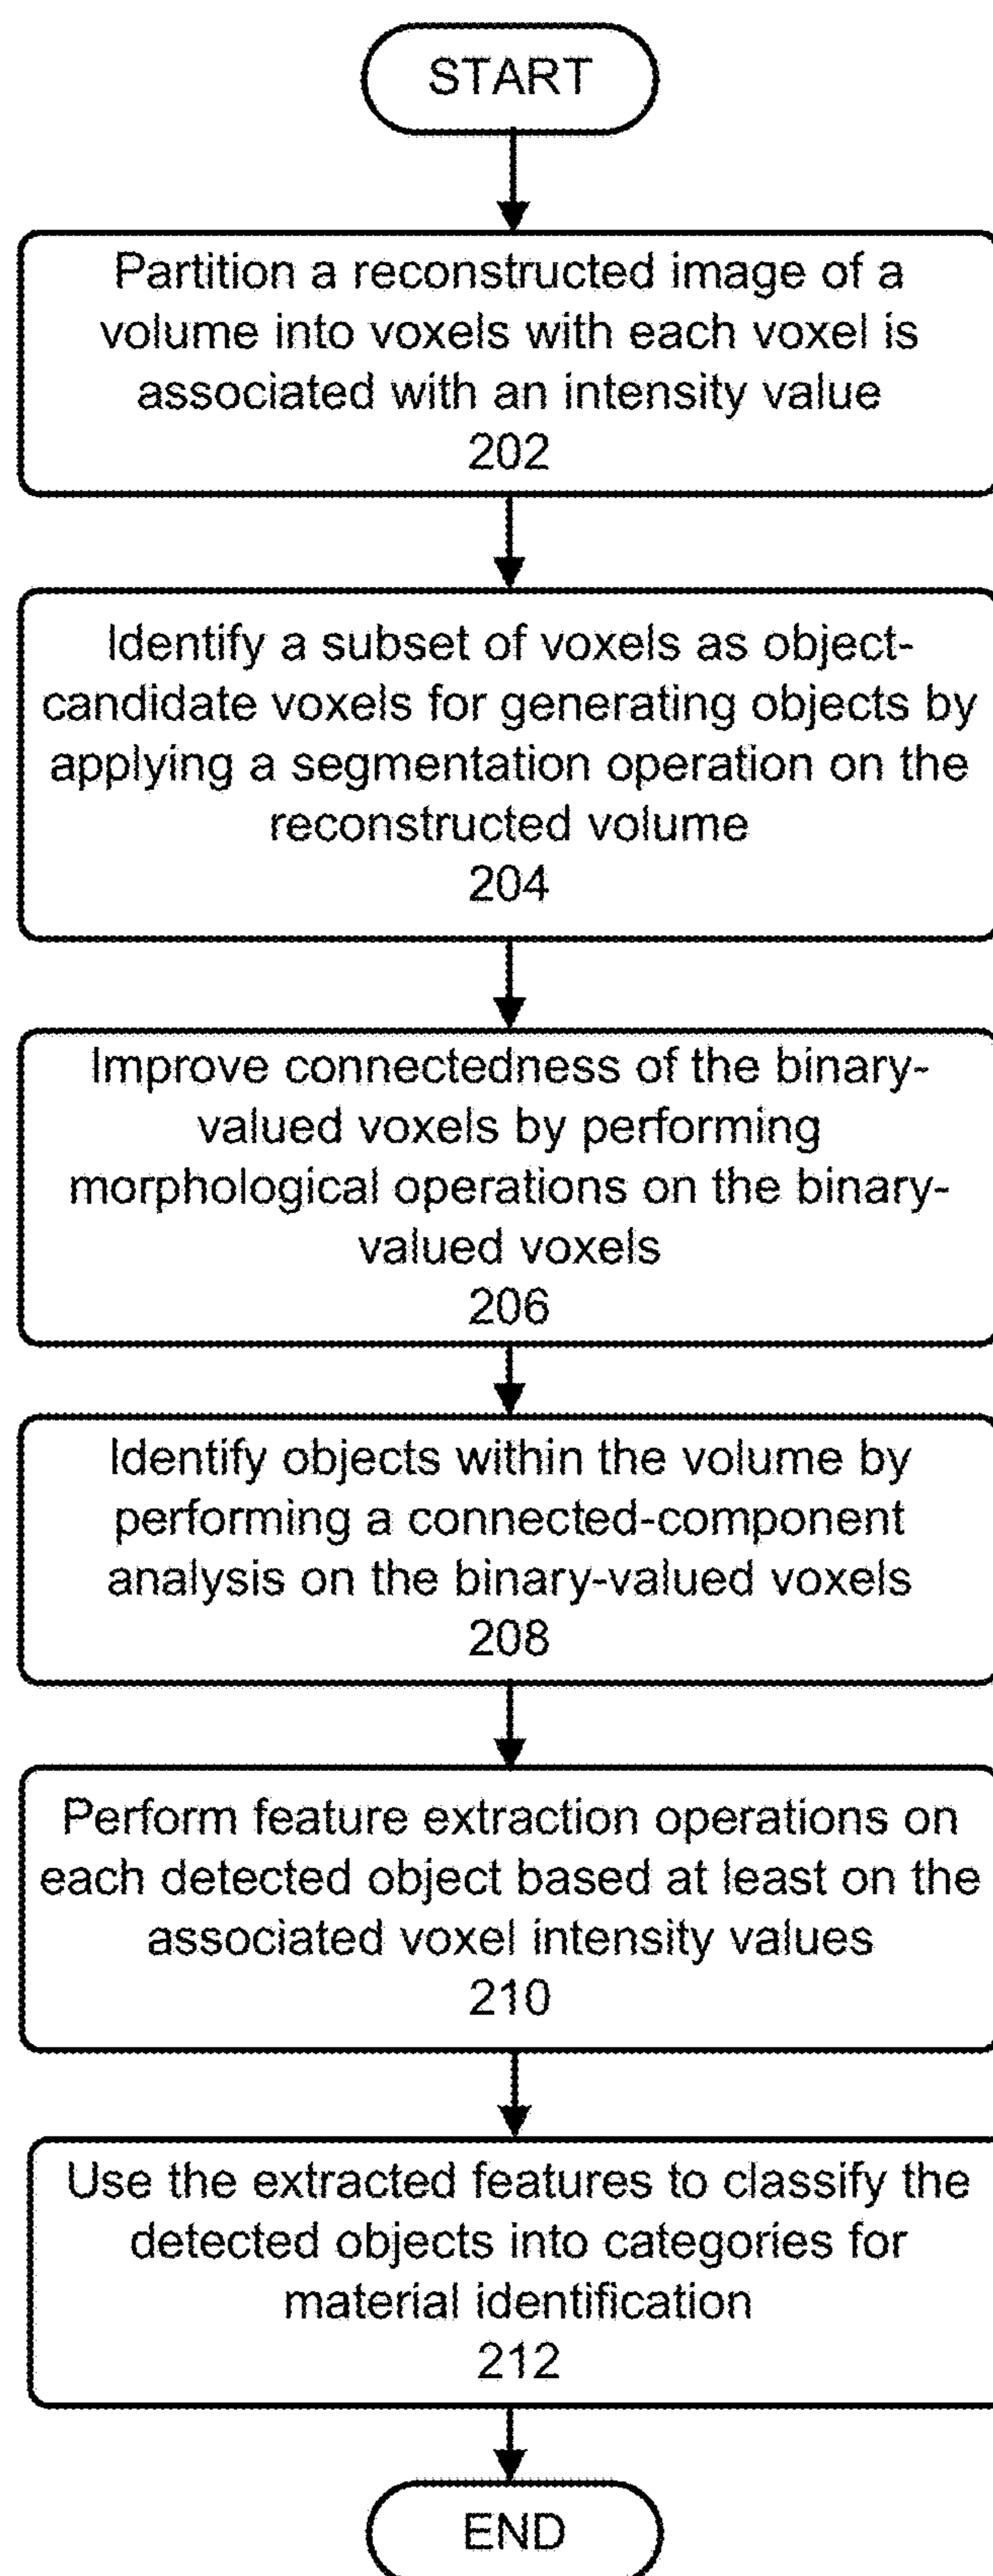 START
Partition a reconstructed image of a
volume into voxels with each voxel is
associated with an intensity value
202
Identify a subset of voxels as object-
candidate voxels for generating objects by
applying a segmentation operation on the
reconstructed volume
204
Improve connectedness of the binary-
valued voxels by performing
morphological operations on the binary-
valued voxels
206
Identify objects within the volume by
performing a connected-component
analysis on the binary-valued voxels
208
Perform feature extraction operations on
each detected object based at least on the
associated voxel intensity values
210
Use the extracted features to classify the
detected objects into categories for
material identification
212
END